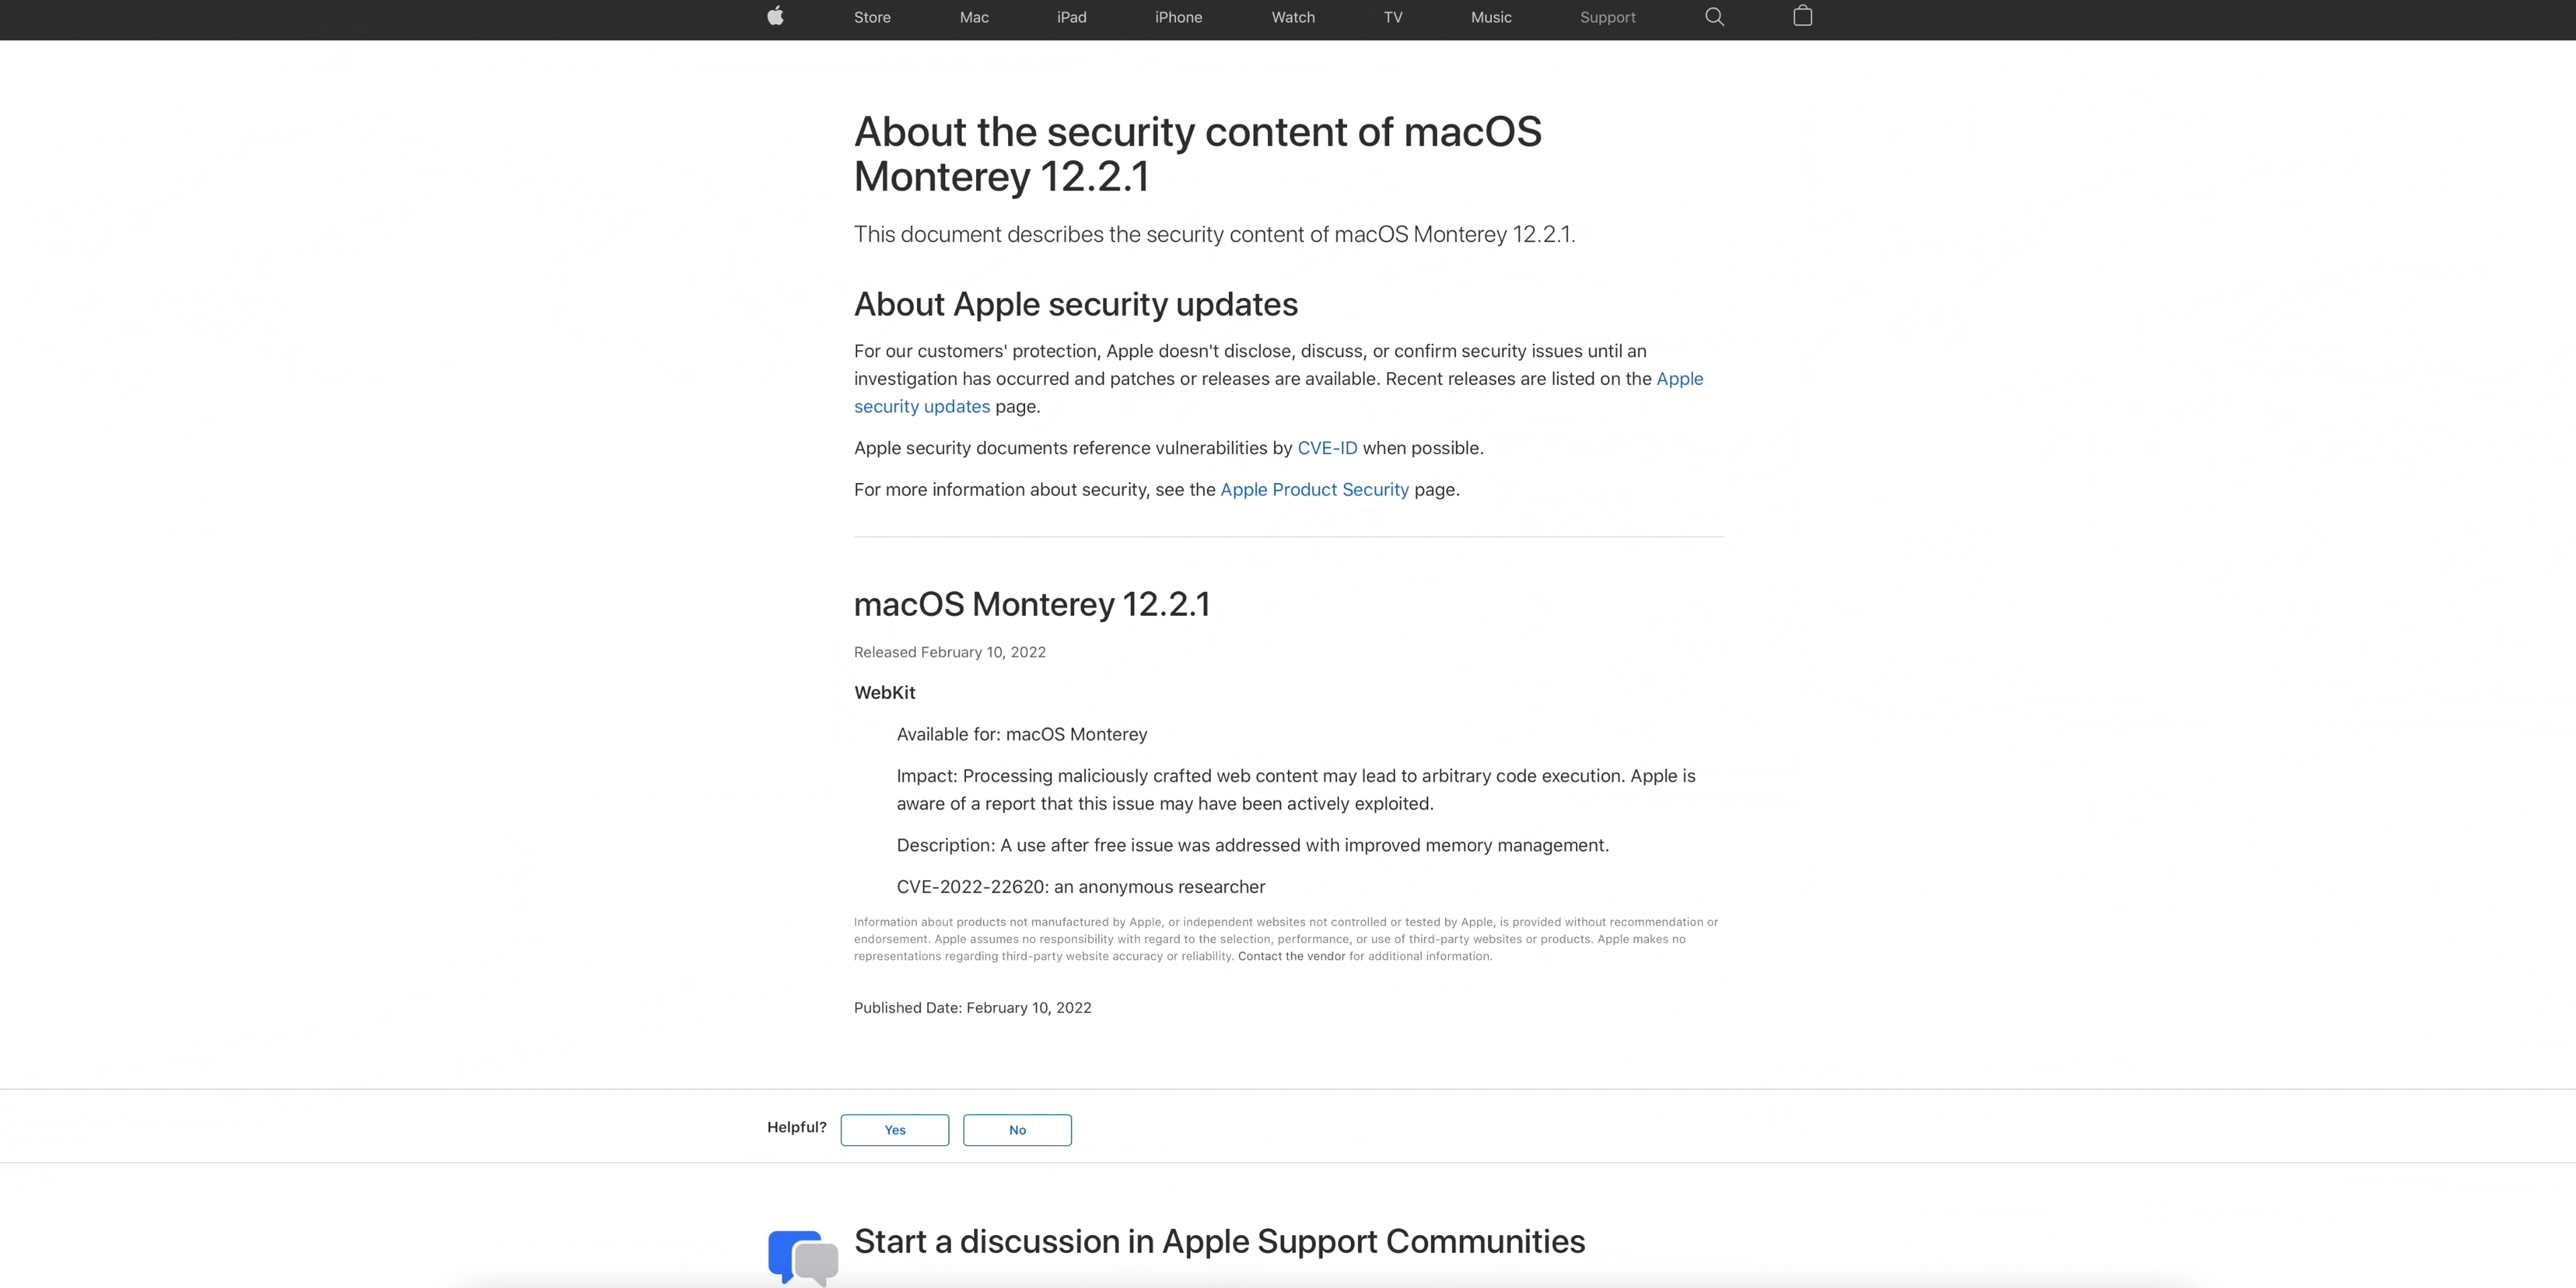 Store Mac iPad iPhone Watch TV Music Support
About the security content of macOS
Monterey 12.2.1
This document describes the security content of macOS Monterey 12.2.1.
About Apple security updates
For our customers' protection, Apple doesn't disclose, discuss, or confirm security issues until an
investigation has occurred and patches or releases are available. Recent releases are listed on the Apple
security updates page.
Apple security documents reference vulnerabilities by CVE-ID when possible.
For more information about security, see the Apple Product Security page.
macOS Monterey 12.2.1
Released February 10, 2022
WebKit
Available for: macOS Monterey
Impact: Processing maliciously crafted web content may lead to arbitrary code execution. Apple is
aware of a report that this issue may have been actively exploited.
Description: A use after free issue was addressed with improved memory management.
CVE-2022-22620: an anonymous researcher
Information about products not manufactured by Apple, or independent websites not controlled or tested by Apple, is provided without recommendation or
endorsement. Apple assumes no responsibility with regard to the selection, performance, or use of third-party websites or products. Apple makes no
representations regarding third-party website accuracy or reliability. Contact the vendor for additional information.
Published Date: February 10, 2022
Helpful? Yes No
Start a discussion in Apple Support Communities